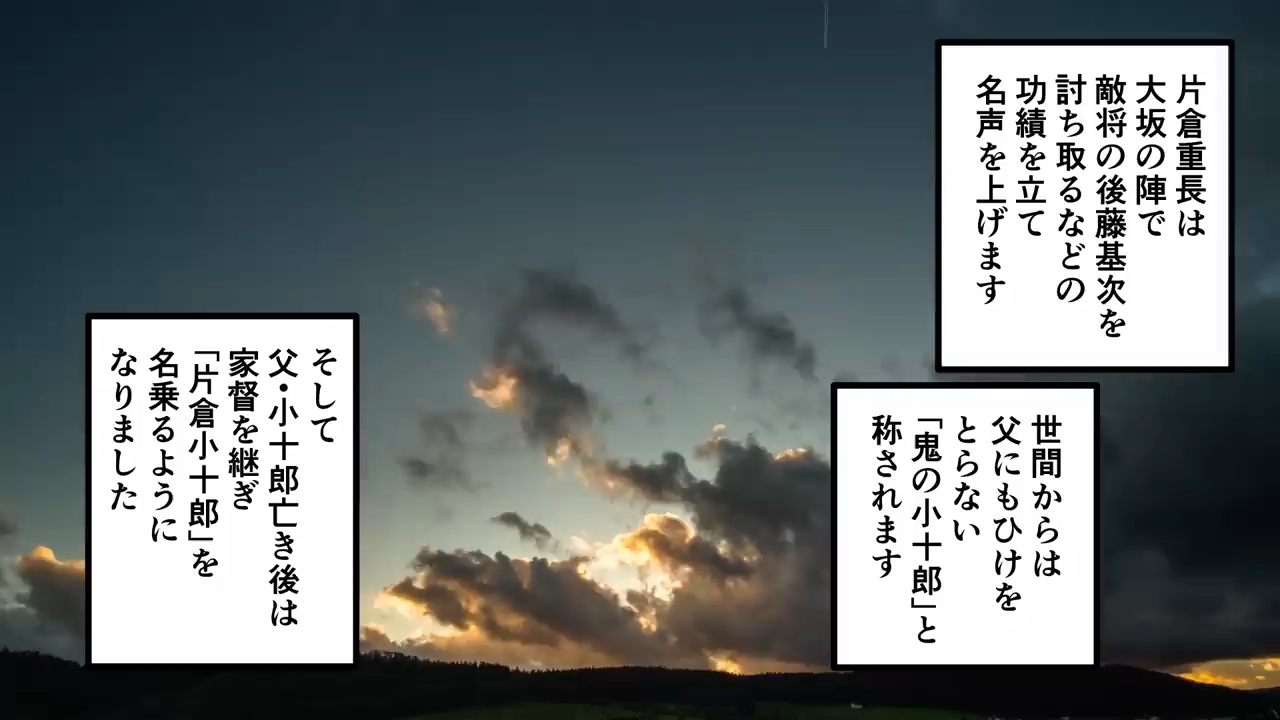 片倉重長は
大坂の陣で
敵将の後藤基次を
討ち取るなどの
功績を立て
名声を上げます
世間からは
父にもひけを
とらない
「鬼の小十郎」と
称されます
そして
父・小十郎亡き後は
家督を継ぎ
「片倉小十郎」を
名乗るように
なりました